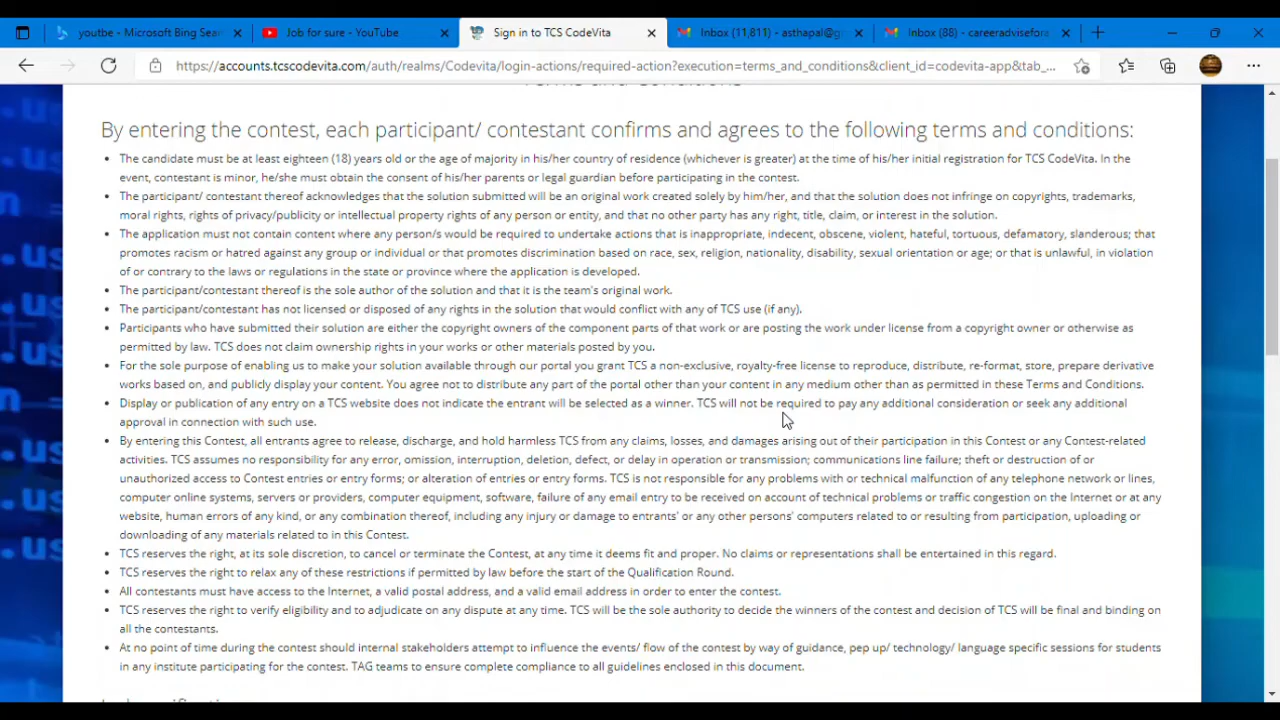 youtbe - Microsoft Bing Sear
Job for sure - YouTube
Sign in to TCS CodeVita
Inbox (11,811) - asthapal@g
Inbox (88) - careeradvisefora
https://accounts.tcscodevita.com/auth/realms/Codevita/login-actions/required-action?execution=terms_and_conditions&client_id=codevita-app&tab_...
Terms and Conditions
By entering the contest, each participant/ contestant confirms and agrees to the following terms and conditions:
• The candidate must be at least eighteen (18) years old or the age of majority in his/her country of residence (whichever is greater) at the time of his/her initial registration for TCS CodeVita. In the
event, contestant is minor, he/she must obtain the consent of his/her parents or legal guardian before participating in the contest.
• The participant/ contestant thereof acknowledges that the solution submitted will be an original work created solely by him/her, and that the solution does not infringe on copyrights, trademarks,
moral rights, rights of privacy/publicity or intellectual property rights of any person or entity, and that no other party has any right, title, claim, or interest in the solution.
• The application must not contain content where any person/s would be required to undertake actions that is inappropriate, indecent, obscene, violent, hateful, tortuous, defamatory, slanderous; that
promotes racism or hatred against any group or individual or that promotes discrimination based on race, sex, religion, nationality, disability, sexual orientation or age; or that is unlawful, in violation
of or contrary to the laws or regulations in the state or province where the application is developed.
• The participant/contestant thereof is the sole author of the solution and that it is the team's original work.
• The participant/contestant has not licensed or disposed of any rights in the solution that would conflict with any of TCS use (if any).
• Participants who have submitted their solution are either the copyright owners of the component parts of that work or are posting the work under license from a copyright owner or otherwise as
permitted by law. TCS does not claim ownership rights in your works or other materials posted by you.
• For the sole purpose of enabling us to make your solution available through our portal you grant TCS a non-exclusive, royalty-free license to reproduce, distribute, re-format, store, prepare derivative
works based on, and publicly display your content. You agree not to distribute any part of the portal other than your content in any medium other than as permitted in these Terms and Conditions.
• Display or publication of any entry on a TCS website does not indicate the entrant will be selected as a winner. TCS will not be required to pay any additional consideration or seek any additional
approval in connection with such use.
• By entering this Contest, all entrants agree to release, discharge, and hold harmless TCS from any claims, losses, and damages arising out of their participation in this Contest or any Contest-related
activities. TCS assumes no responsibility for any error, omission, interruption, deletion, defect, or delay in operation or transmission; communications line failure; theft or destruction of or
unauthorized access to Contest entries or entry forms; or alteration of entries or entry forms. TCS is not responsible for any problems with or technical malfunction of any telephone network or lines,
computer online systems, servers or providers, computer equipment, software, failure of any email entry to be received on account of technical problems or traffic congestion on the Internet or at any
website, human errors of any kind, or any combination thereof, including any injury or damage to entrants' or any other persons' computers related to or resulting from participation, uploading or
downloading of any materials related to in this Contest.
• TCS reserves the right, at its sole discretion, to cancel or terminate the Contest, at any time it deems fit and proper. No claims or representations shall be entertained in this regard.
• TCS reserves the right to relax any of these restrictions if permitted by law before the start of the Qualification Round.
• All contestants must have access to the Internet, a valid postal address, and a valid email address in order to enter the contest.
• TCS reserves the right to verify eligibility and to adjudicate on any dispute at any time. TCS will be the sole authority to decide the winners of the contest and decision of TCS will be final and binding on
all the contestants.
• At no point of time during the contest should internal stakeholders attempt to influence the events/ flow of the contest by way of guidance, pep up/ technology/ language specific sessions for students
in any institute participating for the contest. TAG teams to ensure complete compliance to all guidelines enclosed in this document.